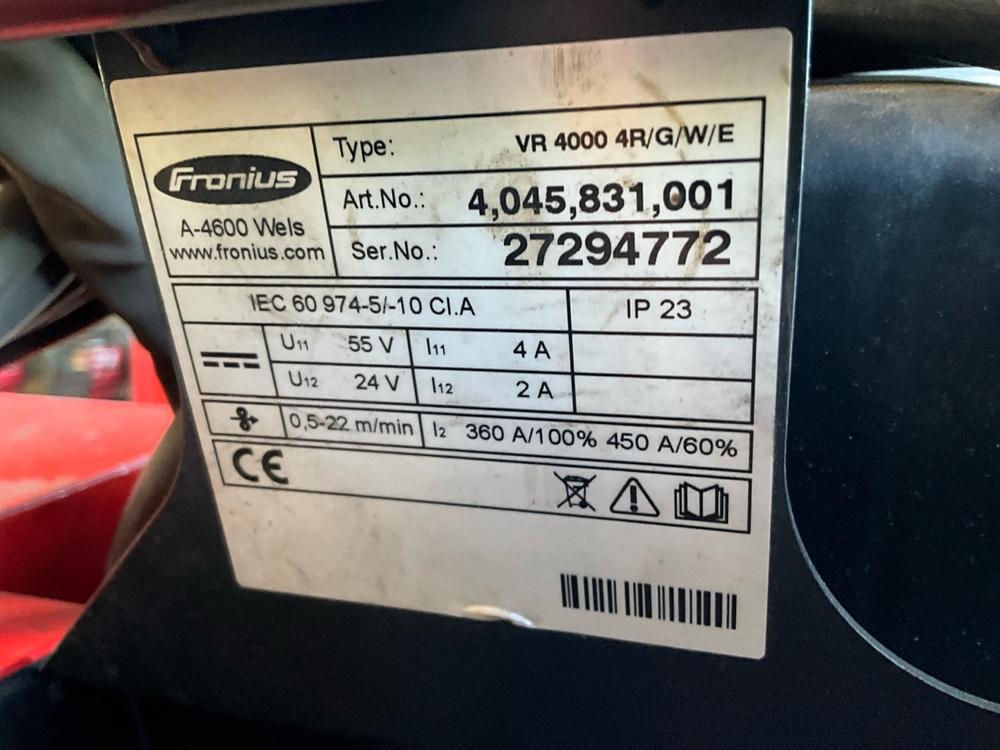 Fronius
A-4600 Wels
www.fronius.com
Type: VR 4000 4R/G/W/E
Art.No.: 4,045,831,001
Ser.No.: 27294772
IEC 60 974-5/-10 Cl.A IP 23
U11 55 V I11 4 A
U12 24 V I12 2 A
0,5-22 m/min I2 360 A/100% 450 A/60%
CE